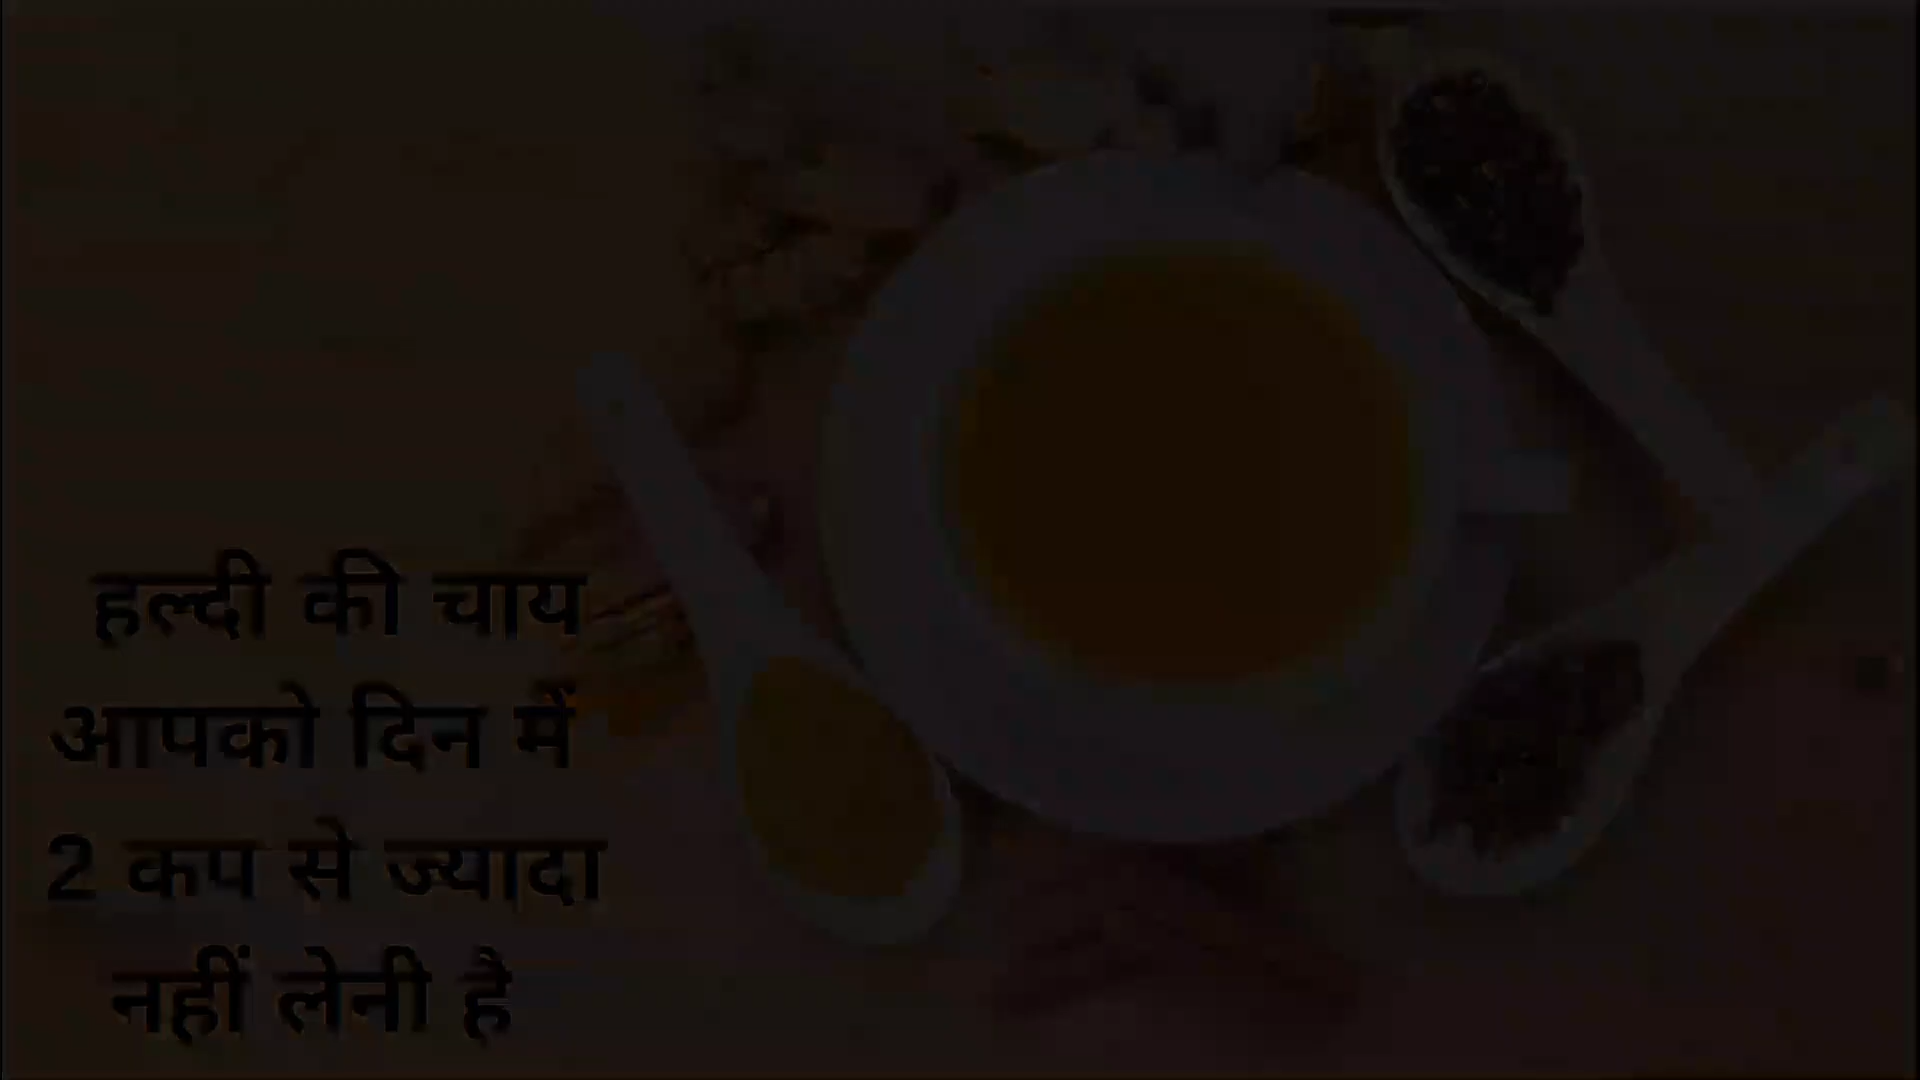 हल्दी की चाय
आपको दिन में
2 कप से ज्यादा
नहीं लेनी है